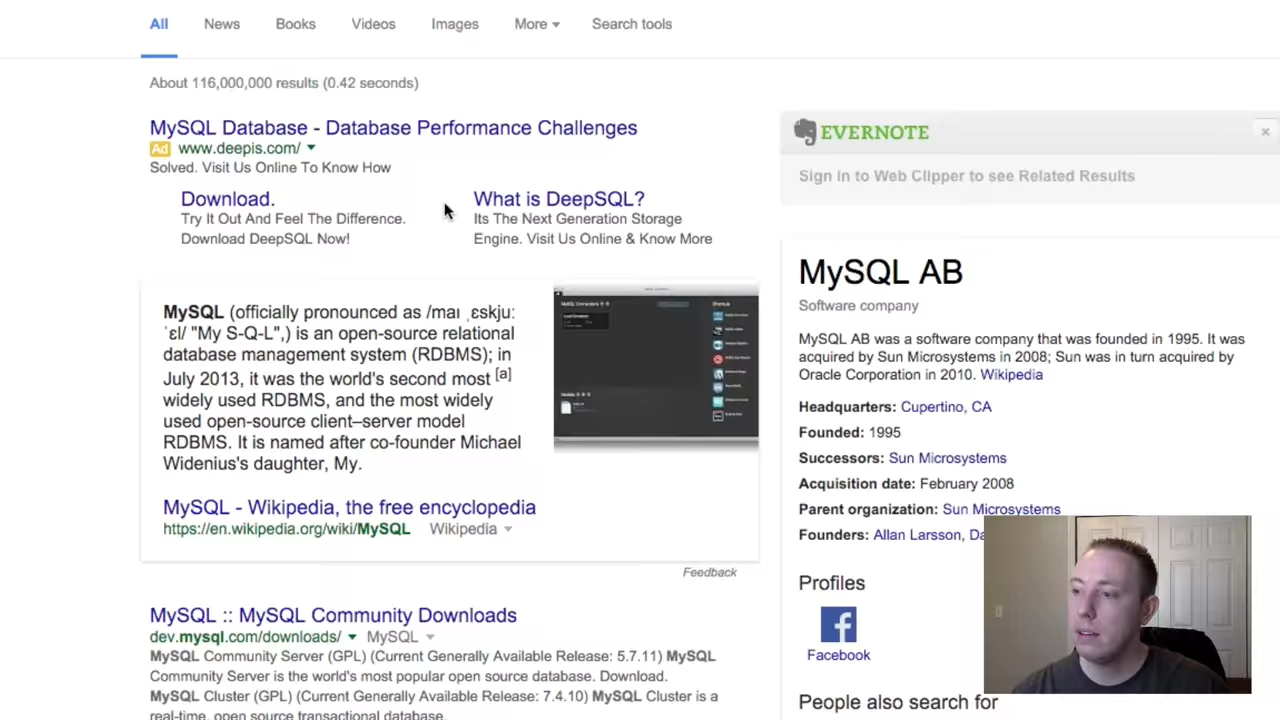 All News Books Videos Images More Search tools
About 116,000,000 results (0.42 seconds)
MySQL Database - Database Performance Challenges
Ad www.deepis.com/
Solved. Visit Us Online To Know How
Download.
Try It Out And Feel The Difference.
Download DeepSQL Now!
What is DeepSQL?
Its The Next Generation Storage
Engine. Visit Us Online & Know More
MySQL (officially pronounced as /maɪ ˌɛskjuː
ˈɛl/ "My S-Q-L",) is an open-source relational
database management system (RDBMS); in
July 2013, it was the world's second most [a]
widely used RDBMS, and the most widely
used open-source client–server model
RDBMS. It is named after co-founder Michael
Widenius's daughter, My.
MySQL - Wikipedia, the free encyclopedia
https://en.wikipedia.org/wiki/MySQL Wikipedia
Feedback
MySQL :: MySQL Community Downloads
dev.mysql.com/downloads/ MySQL
MySQL Community Server (GPL) (Current Generally Available Release: 5.7.11) MySQL
Community Server is the world's most popular open source database. Download.
MySQL Cluster (GPL) (Current Generally Available Release: 7.4.10) MySQL Cluster is a
real-time, open source transactional database.
EVERNOTE
Sign in to Web Clipper to see Related Results
MySQL AB
Software company
MySQL AB was a software company that was founded in 1995. It was
acquired by Sun Microsystems in 2008; Sun was in turn acquired by
Oracle Corporation in 2010. Wikipedia
Headquarters: Cupertino, CA
Founded: 1995
Successors: Sun Microsystems
Acquisition date: February 2008
Parent organization: Sun Microsystems
Founders: Allan Larsson, Da
Profiles
Facebook
People also search for